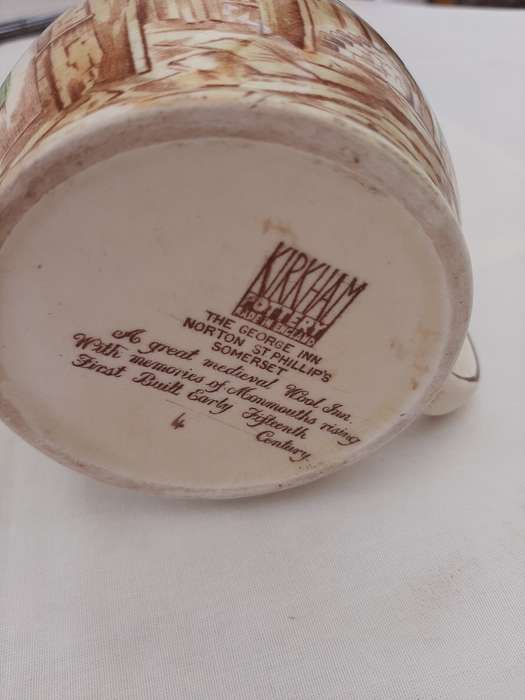 KIRKHAM
POTTERY
MADE IN ENGLAND
THE GEORGE INN
NORTON ST PHILLIP'S
SOMERSET
A great medieval Wool Inn.
With memories of Monmouths rising
First Built Early Fifteenth
Century.
4